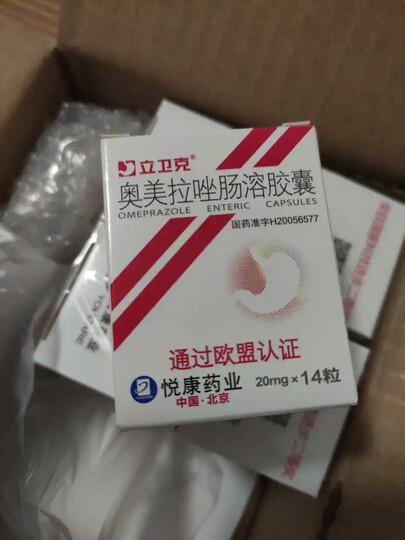 立卫克®
奥美拉唑肠溶胶囊
OMEPRAZOLE ENTERIC CAPSULES
国药准字H20056577
通过欧盟认证
悦康药业 20mg×14粒
中国·北京